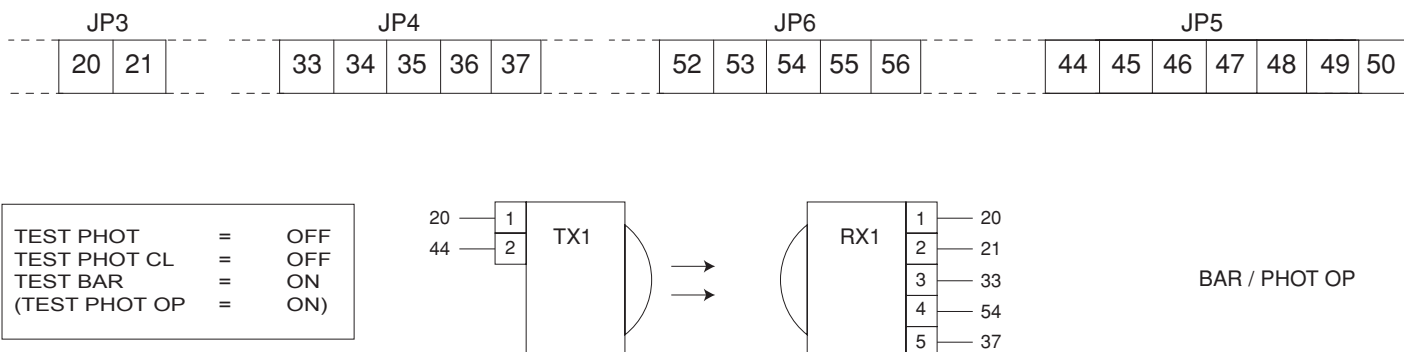 JP3 JP4 JP6 JP5
20 21 33 34 35 36 37 52 53 54 55 56 44 45 46 47 48 49 50
TEST PHOT = OFF
TEST PHOT CL = OFF
TEST BAR = ON
(TEST PHOT OP = ON)
20 1
44 2
TX1
RX1
1 20
2 21
3 33
4 54
5 37
BAR / PHOT OP